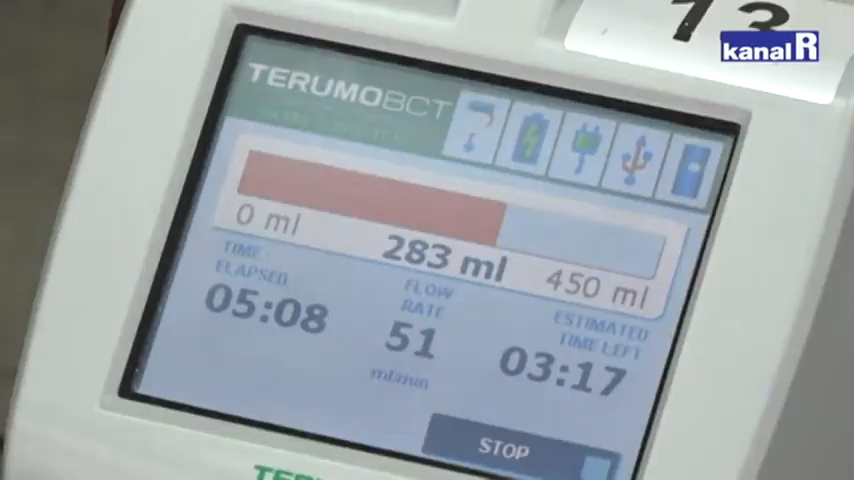 13
kanal R
TERUMOBCT
0 ml
283 ml
450 ml
TIME
ELAPSED
05:08
FLOW
RATE
51
ml/min
ESTIMATED
TIME LEFT
03:17
STOP